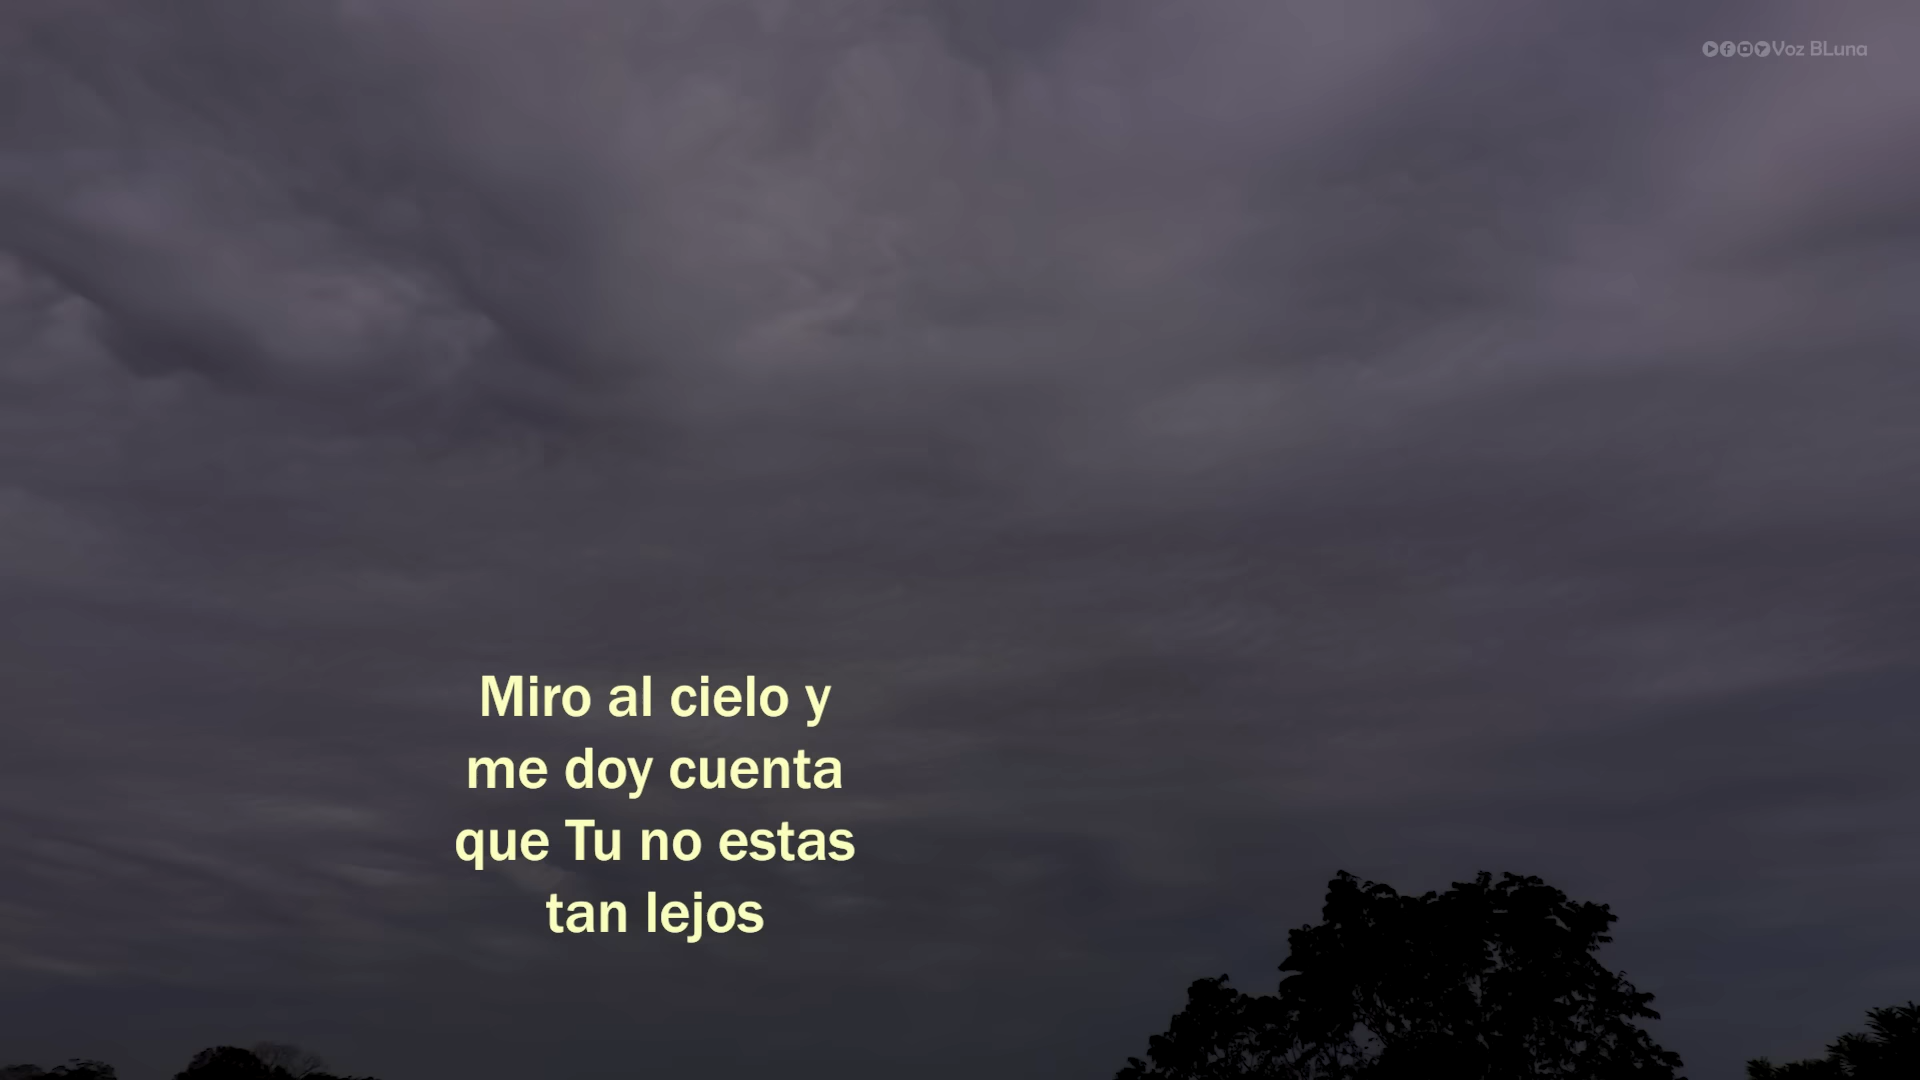 Voz BLuna
Miro al cielo y
me doy cuenta
que Tu no estas
tan lejos